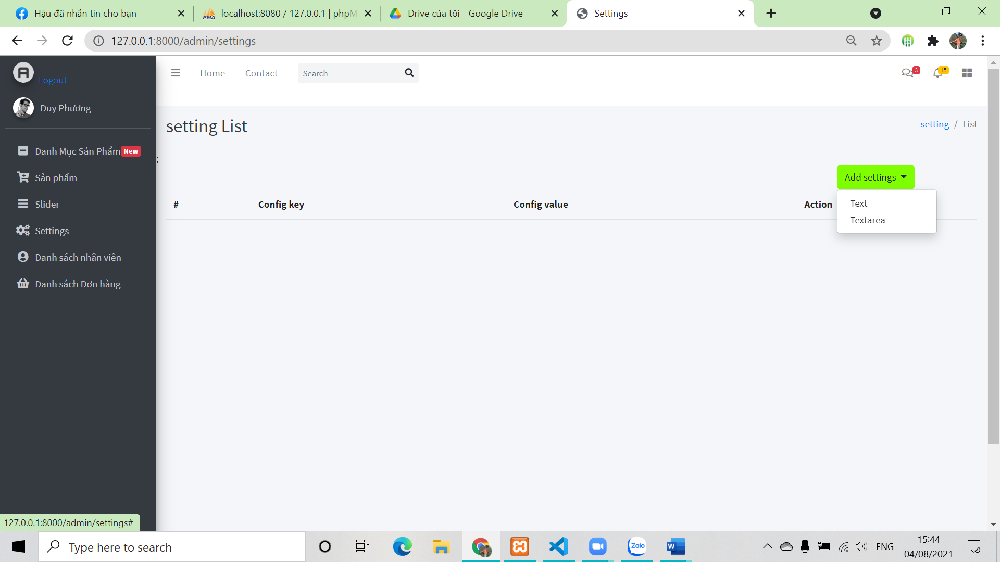 Hậu đã nhắn tin cho bạn
localhost:8080 / 127.0.0.1 | phpM
Drive của tôi - Google Drive
Settings
127.0.0.1:8000/admin/settings
Logout
Home
Contact
Search
3
15
Duy Phương
setting List
setting / List
Danh Mục Sản Phẩm New
;
Sản phẩm
Add settings
Slider
# Config key Config value Action
Text
Textarea
Settings
Danh sách nhân viên
Danh sách Đơn hàng
127.0.0.1:8000/admin/settings#
Type here to search
Zalo
W
ENG
15:44
04/08/2021